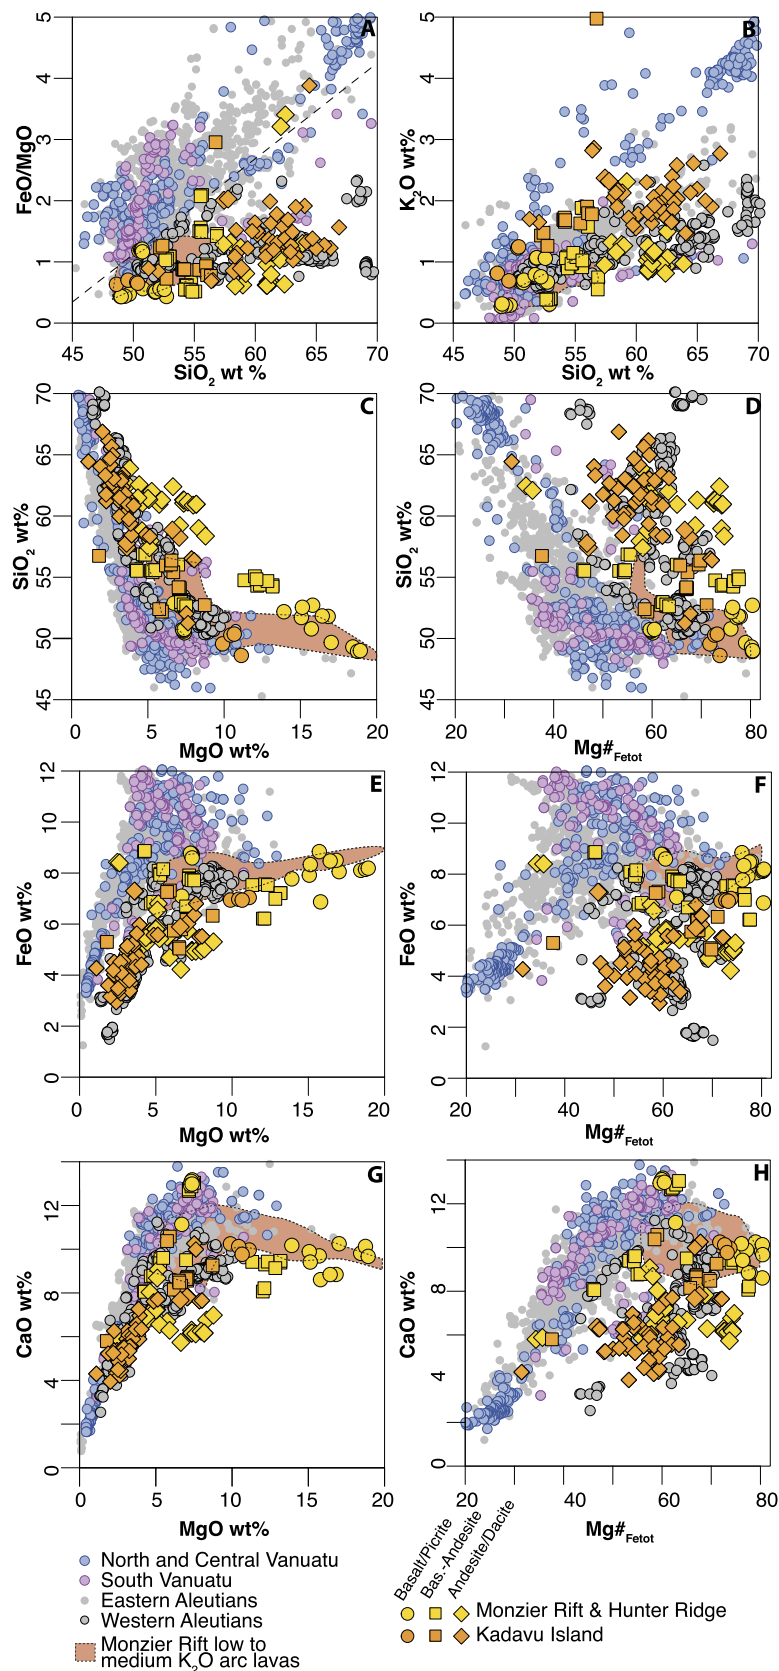 A
5
4
3
2
1
0
FeO/MgO
45
50
55
60
65
70
SiO2 wt %
B
5
4
3
2
1
0
K2O wt%
45
50
55
60
65
70
SiO2 wt %
C
70
65
60
55
50
45
SiO2 wt%
0
5
10
15
20
MgO wt%
D
70
65
60
55
50
45
SiO2 wt%
20
40
60
80
Mg#Fetot
E
12
10
8
6
4
2
0
FeO wt%
0
5
10
15
20
MgO wt%
F
12
10
8
6
4
2
0
FeO wt%
20
40
60
80
Mg#Fetot
G
12
8
4
0
CaO wt%
0
5
10
15
20
MgO wt%
H
12
8
4
0
CaO wt%
20
40
60
80
Mg#Fetot
North and Central Vanuatu
South Vanuatu
Eastern Aleutians
Western Aleutians
Monzier Rift low to
medium K2O arc lavas
Basalt/Picrite
Bas.-Andesite
Andesite/Dacite
Monzier Rift & Hunter Ridge
Kadavu Island